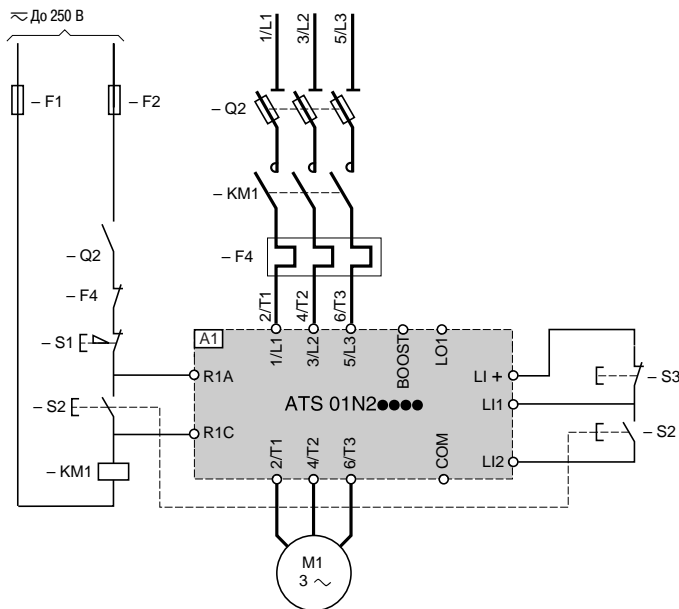 До 250 В
1/L1
3/L2
5/L3
– F1
– F2
– Q2
– KM1
– Q2
– F4
– F4
– S1
2/T1
4/T2
6/T3
A1
1/L1
3/L2
5/L3
BOOST
LO1
R1A
LI +
– S3
ATS 01N2●●●●
LI1
– S2
R1C
– S2
– KM1
2/T1
4/T2
6/T3
COM
LI2
M1
3 ~